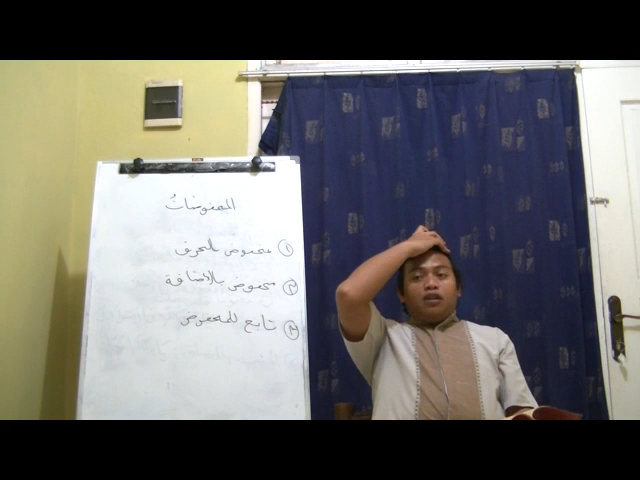 المخفوضاتُ
١ مخفوض بالحرف
٢ مخفوض بالاضافة
٣ تابع للمخفوض